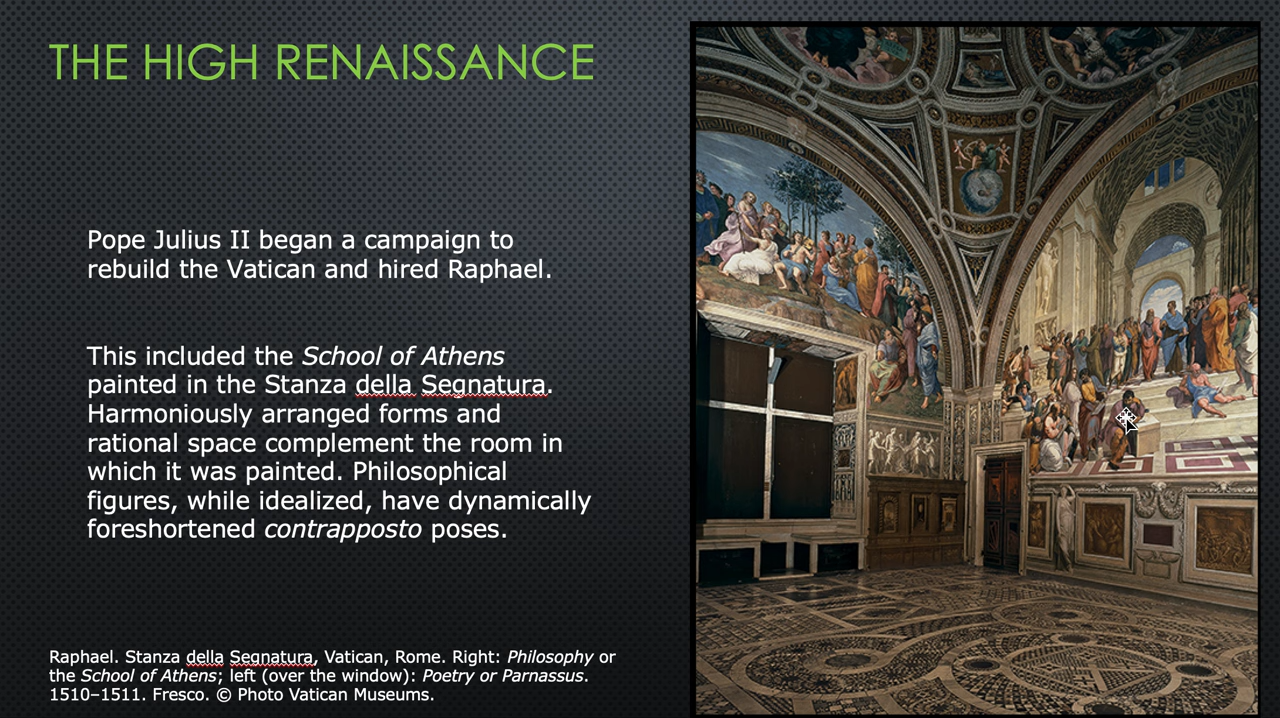 THE HIGH RENAISSANCE
Pope Julius II began a campaign to
rebuild the Vatican and hired Raphael.
This included the School of Athens
painted in the Stanza della Segnatura.
Harmoniously arranged forms and
rational space complement the room in
which it was painted. Philosophical
figures, while idealized, have dynamically
foreshortened contrapposto poses.
Raphael. Stanza della Segnatura, Vatican, Rome. Right: Philosophy or
the School of Athens; left (over the window): Poetry or Parnassus.
1510–1511. Fresco. © Photo Vatican Museums.